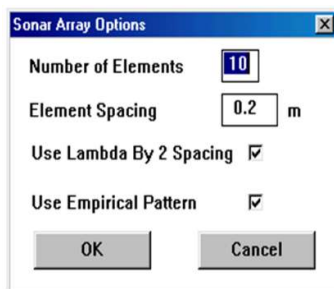 Sonar Array Options
Number of Elements 10
Element Spacing 0.2 m
Use Lambda By 2 Spacing
Use Empirical Pattern
OK Cancel